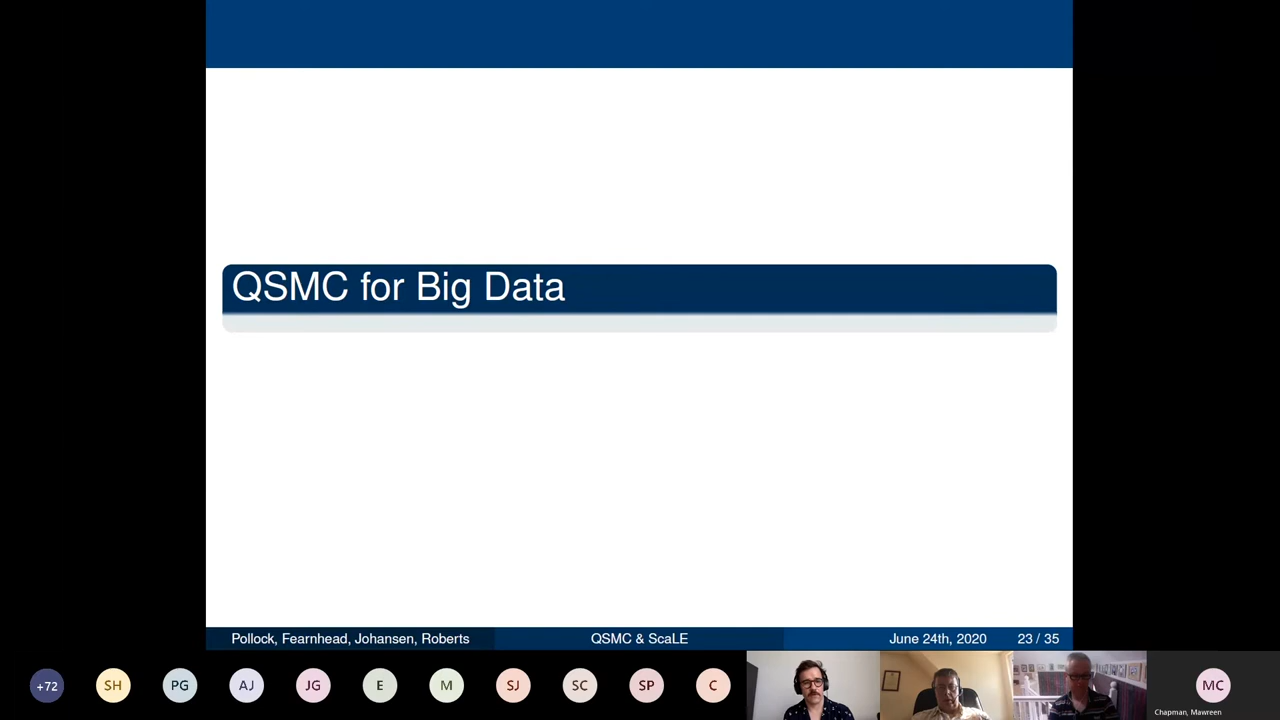 QSMC for Big Data
Pollock, Fearnhead, Johansen, Roberts
QSMC & ScaLE
June 24th, 2020
23 / 35
+72
SH
PG
AJ
JG
E
M
SJ
SC
SP
C
MC
Chapman, Mawreen